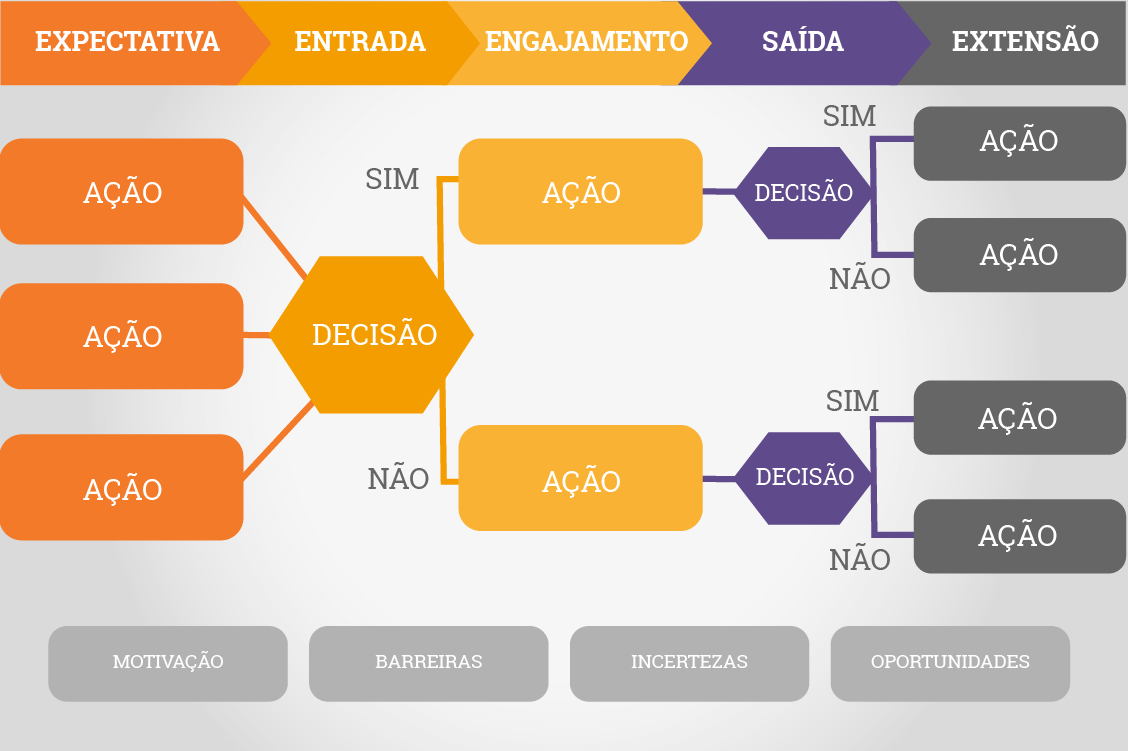 EXPECTATIVA
ENTRADA
ENGAJAMENTO
SAÍDA
EXTENSÃO
AÇÃO
AÇÃO
AÇÃO
DECISÃO
SIM
NÃO
AÇÃO
AÇÃO
DECISÃO
SIM
NÃO
AÇÃO
AÇÃO
DECISÃO
SIM
NÃO
AÇÃO
AÇÃO
MOTIVAÇÃO
BARREIRAS
INCERTEZAS
OPORTUNIDADES